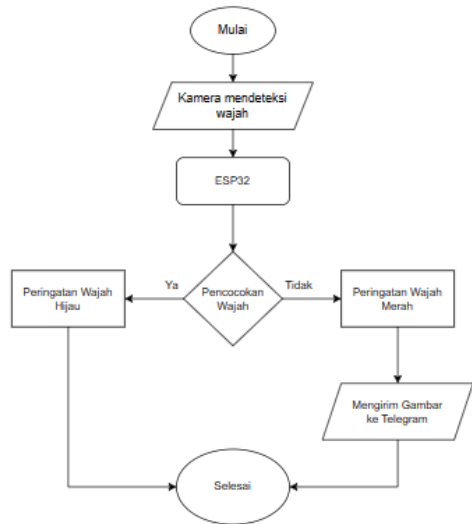 Mulai
Kamera mendeteksi
wajah
ESP32
Ya
Pencocokan
Wajah
Tidak
Peringatan Wajah
Hijau
Peringatan Wajah
Merah
Mengirim Gambar
ke Telegram
Selesai